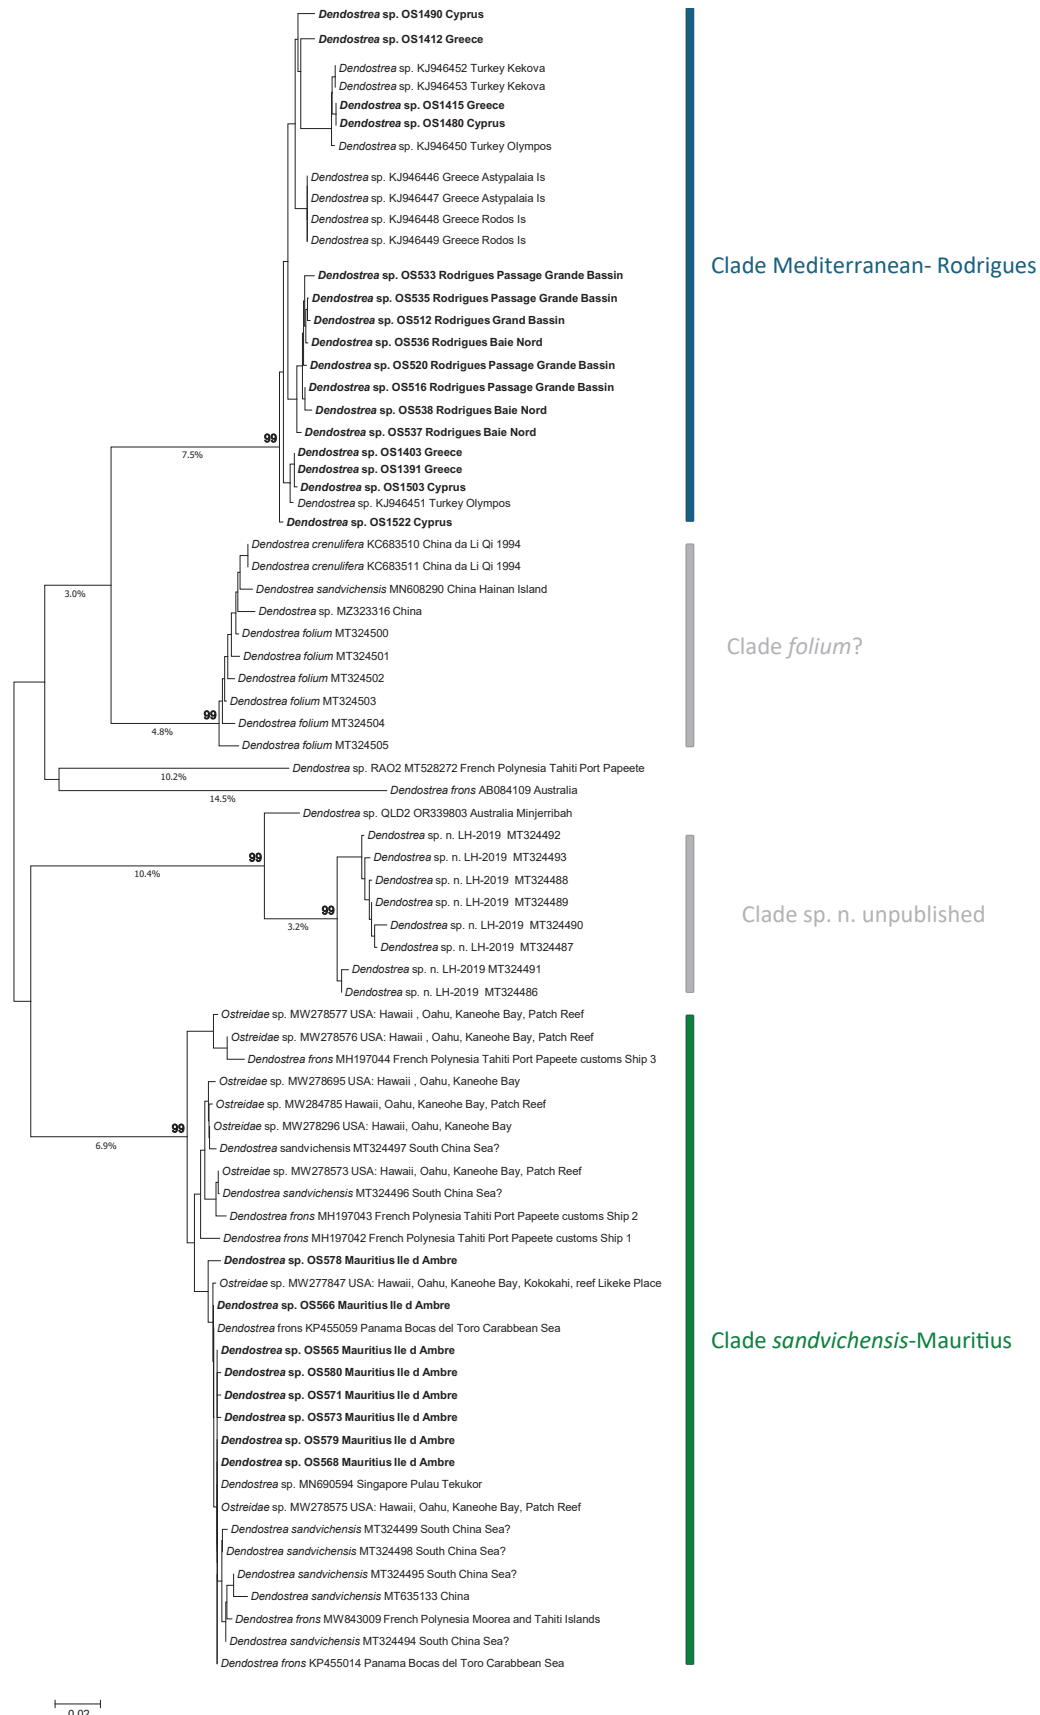 Dendostrea sp. OS1490 Cyprus
Dendostrea sp. OS1412 Greece
Dendostrea sp. KJ946452 Turkey Kekova
Dendostrea sp. KJ946453 Turkey Kekova
Dendostrea sp. OS1415 Greece
Dendostrea sp. OS1480 Cyprus
Dendostrea sp. KJ946450 Turkey Olympos
Dendostrea sp. KJ946446 Greece Astypalaia Is
Dendostrea sp. KJ946447 Greece Astypalaia Is
Dendostrea sp. KJ946448 Greece Rodos Is
Dendostrea sp. KJ946449 Greece Rodos Is
Clade Mediterranean- Rodrigues
Dendostrea sp. OS533 Rodrigues Passage Grande Bassin
Dendostrea sp. OS535 Rodrigues Passage Grande Bassin
Dendostrea sp. OS512 Rodrigues Grand Bassin
Dendostrea sp. OS536 Rodrigues Baie Nord
Dendostrea sp. OS520 Rodrigues Passage Grande Bassin
Dendostrea sp. OS516 Rodrigues Passage Grande Bassin
Dendostrea sp. OS538 Rodrigues Baie Nord
Dendostrea sp. OS537 Rodrigues Baie Nord
99
7.5%
Dendostrea sp. OS1403 Greece
Dendostrea sp. OS1391 Greece
Dendostrea sp. OS1503 Cyprus
Dendostrea sp. KJ946451 Turkey Olympos
Dendostrea sp. OS1522 Cyprus
Dendostrea crenulifera KC683510 China da Li Qi 1994
Dendostrea crenulifera KC683511 China da Li Qi 1994
Dendostrea sandvichensis MN608290 China Hainan Island
3.0%
Dendostrea sp. MZ323316 China
Dendostrea folium MT324500
Clade folium?
Dendostrea folium MT324501
Dendostrea folium MT324502
Dendostrea folium MT324503
99
Dendostrea folium MT324504
4.8%
Dendostrea folium MT324505
Dendostrea sp. RAO2 MT528272 French Polynesia Tahiti Port Papeete
10.2%
Dendostrea frons AB084109 Australia
14.5%
Dendostrea sp. QLD2 OR339803 Australia Minjerribah
Dendostrea sp. n. LH-2019 MT324492
99
Dendostrea sp. n. LH-2019 MT324493
10.4%
Dendostrea sp. n. LH-2019 MT324488
Dendostrea sp. n. LH-2019 MT324489
99
Clade sp. n. unpublished
3.2%
Dendostrea sp. n. LH-2019 MT324490
Dendostrea sp. n. LH-2019 MT324487
Dendostrea sp. n. LH-2019 MT324491
Dendostrea sp. n. LH-2019 MT324486
Ostreidae sp. MW278577 USA: Hawaii , Oahu, Kaneohe Bay, Patch Reef
Ostreidae sp. MW278576 USA: Hawaii , Oahu, Kaneohe Bay, Patch Reef
Dendostrea frons MH197044 French Polynesia Tahiti Port Papeete customs Ship 3
Ostreidae sp. MW278695 USA: Hawaii , Oahu, Kaneohe Bay
Ostreidae sp. MW284785 Hawaii, Oahu, Kaneohe Bay, Patch Reef
Ostreidae sp. MW278296 USA: Hawaii, Oahu, Kaneohe Bay
99
6.9%
Dendostrea sandvichensis MT324497 South China Sea?
Ostreidae sp. MW278573 USA: Hawaii, Oahu, Kaneohe Bay, Patch Reef
Dendostrea sandvichensis MT324496 South China Sea?
Dendostrea frons MH197043 French Polynesia Tahiti Port Papeete customs Ship 2
Dendostrea frons MH197042 French Polynesia Tahiti Port Papeete customs Ship 1
Dendostrea sp. OS578 Mauritius Ile d Ambre
Ostreidae sp. MW277847 USA: Hawaii, Oahu, Kaneohe Bay, Kokokahi, reef Likeke Place
Dendostrea sp. OS566 Mauritius Ile d Ambre
Dendostrea frons KP455059 Panama Bocas del Toro Carabbean Sea
Clade sandvichensis-Mauritius
Dendostrea sp. OS565 Mauritius Ile d Ambre
Dendostrea sp. OS580 Mauritius Ile d Ambre
Dendostrea sp. OS571 Mauritius Ile d Ambre
Dendostrea sp. OS573 Mauritius Ile d Ambre
Dendostrea sp. OS579 Mauritius Ile d Ambre
Dendostrea sp. OS568 Mauritius Ile d Ambre
Dendostrea sp. MN690594 Singapore Pulau Tekukor
Ostreidae sp. MW278575 USA: Hawaii, Oahu, Kaneohe Bay, Patch Reef
Dendostrea sandvichensis MT324499 South China Sea?
Dendostrea sandvichensis MT324498 South China Sea?
Dendostrea sandvichensis MT324495 South China Sea?
Dendostrea sandvichensis MT635133 China
Dendostrea frons MW843009 French Polynesia Moorea and Tahiti Islands
Dendostrea sandvichensis MT324494 South China Sea?
Dendostrea frons KP455014 Panama Bocas del Toro Carabbean Sea
0.02